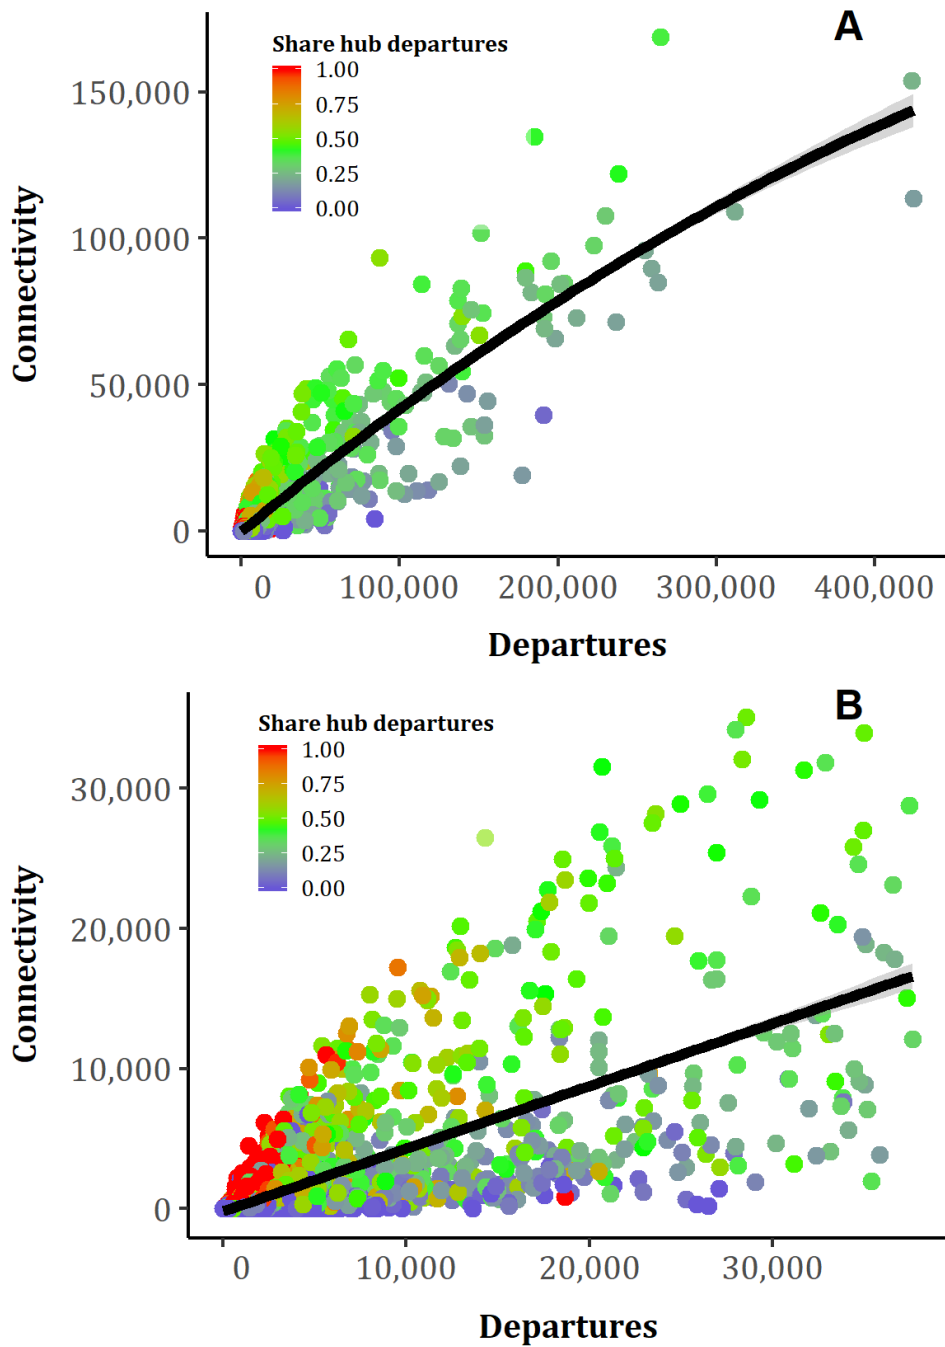 A
Share hub departures
1.00
0.75
0.50
0.25
0.00
150,000
100,000
50,000
0
Connectivity
0 100,000 200,000 300,000 400,000
Departures
B
Share hub departures
1.00
0.75
0.50
0.25
0.00
30,000
20,000
10,000
0
Connectivity
0 10,000 20,000 30,000
Departures